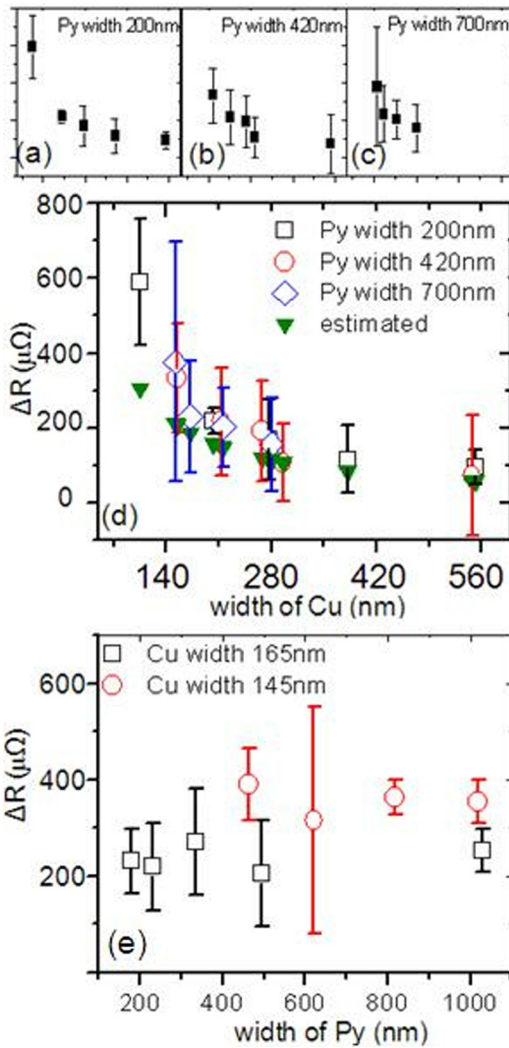 Py width 200nm
Py width 420nm
Py width 700nm
(a)
(b)
(c)
800
600
400
200
0
ΔR (μΩ)
Py width 200nm
Py width 420nm
Py width 700nm
estimated
(d)
140 280 420 560
width of Cu (nm)
Cu width 165nm
Cu width 145nm
600
400
200
ΔR (μΩ)
(e)
200 400 600 800 1000
width of Py (nm)